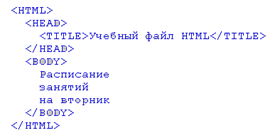 <HTML>
<HEAD>
<TITLE>Учебный файл HTML</TITLE>
</HEAD>
<BODY>
Расписание
занятий
на вторник
</BODY>
</HTML>